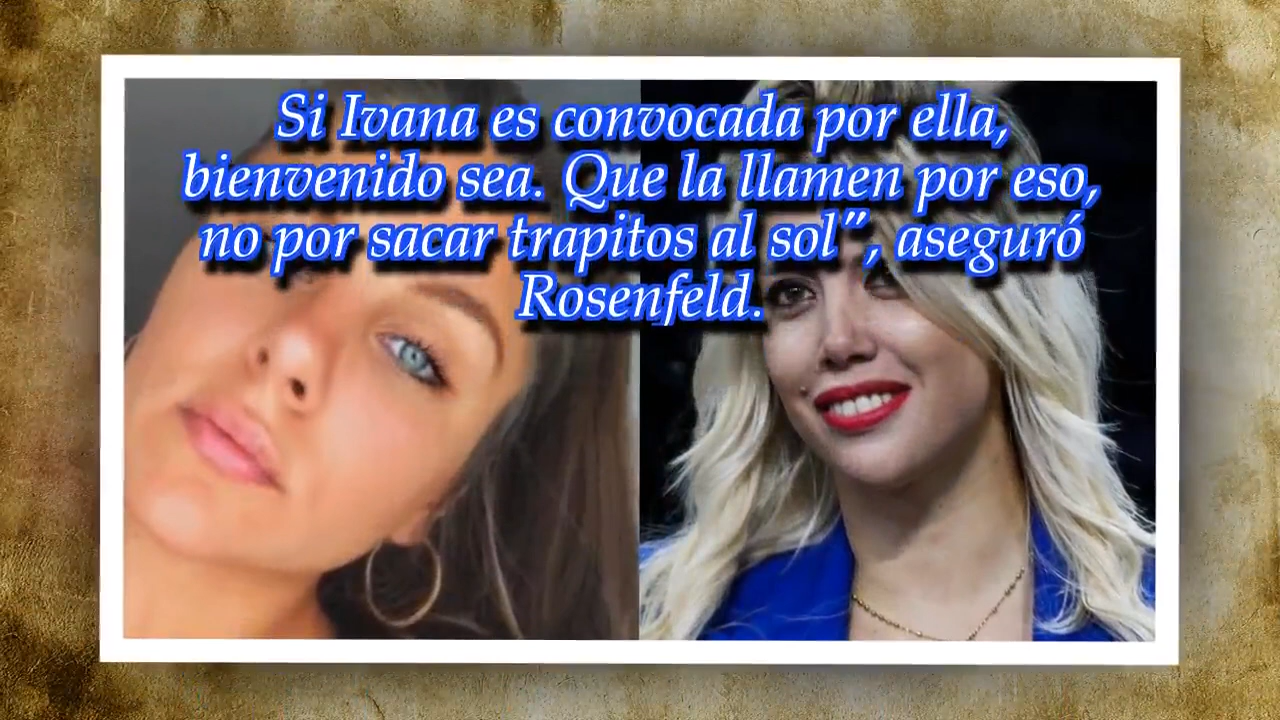 Si Ivana es convocada por ella,
bienvenido sea. Que la llamen por eso,
no por sacar trapitos al sol”, aseguró
Rosenfeld.